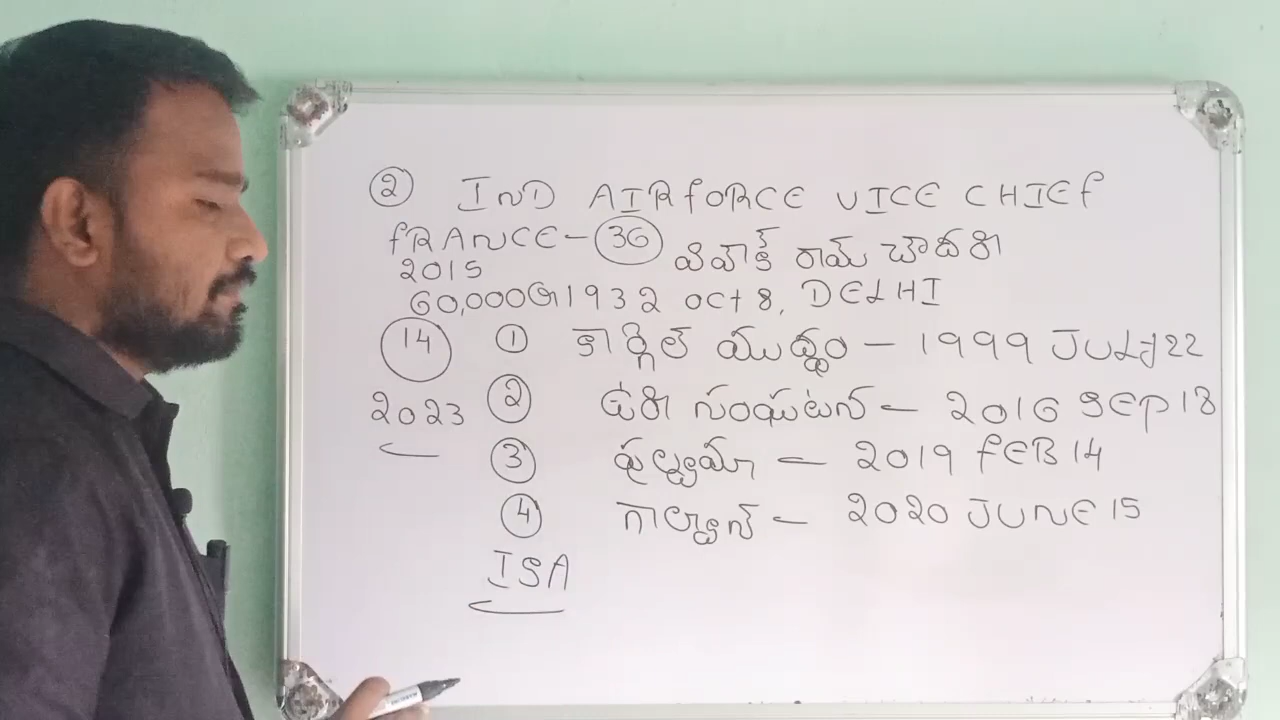 ② IND AIRFORCE VICE CHIEF
FRANCE - 36 వివేక్ రామ్ చౌదరి
2015
60,000 G 1932 OCT 8, DELHI
14 ① కార్గిల్ యుద్ధం - 1999 JULY 22
2023 ② ఉరి సంఘటన - 2016 SEP 18
③ పుల్వామా - 2019 FEB 14
④ గాల్వాన్ - 2020 JUNE 15
ISA